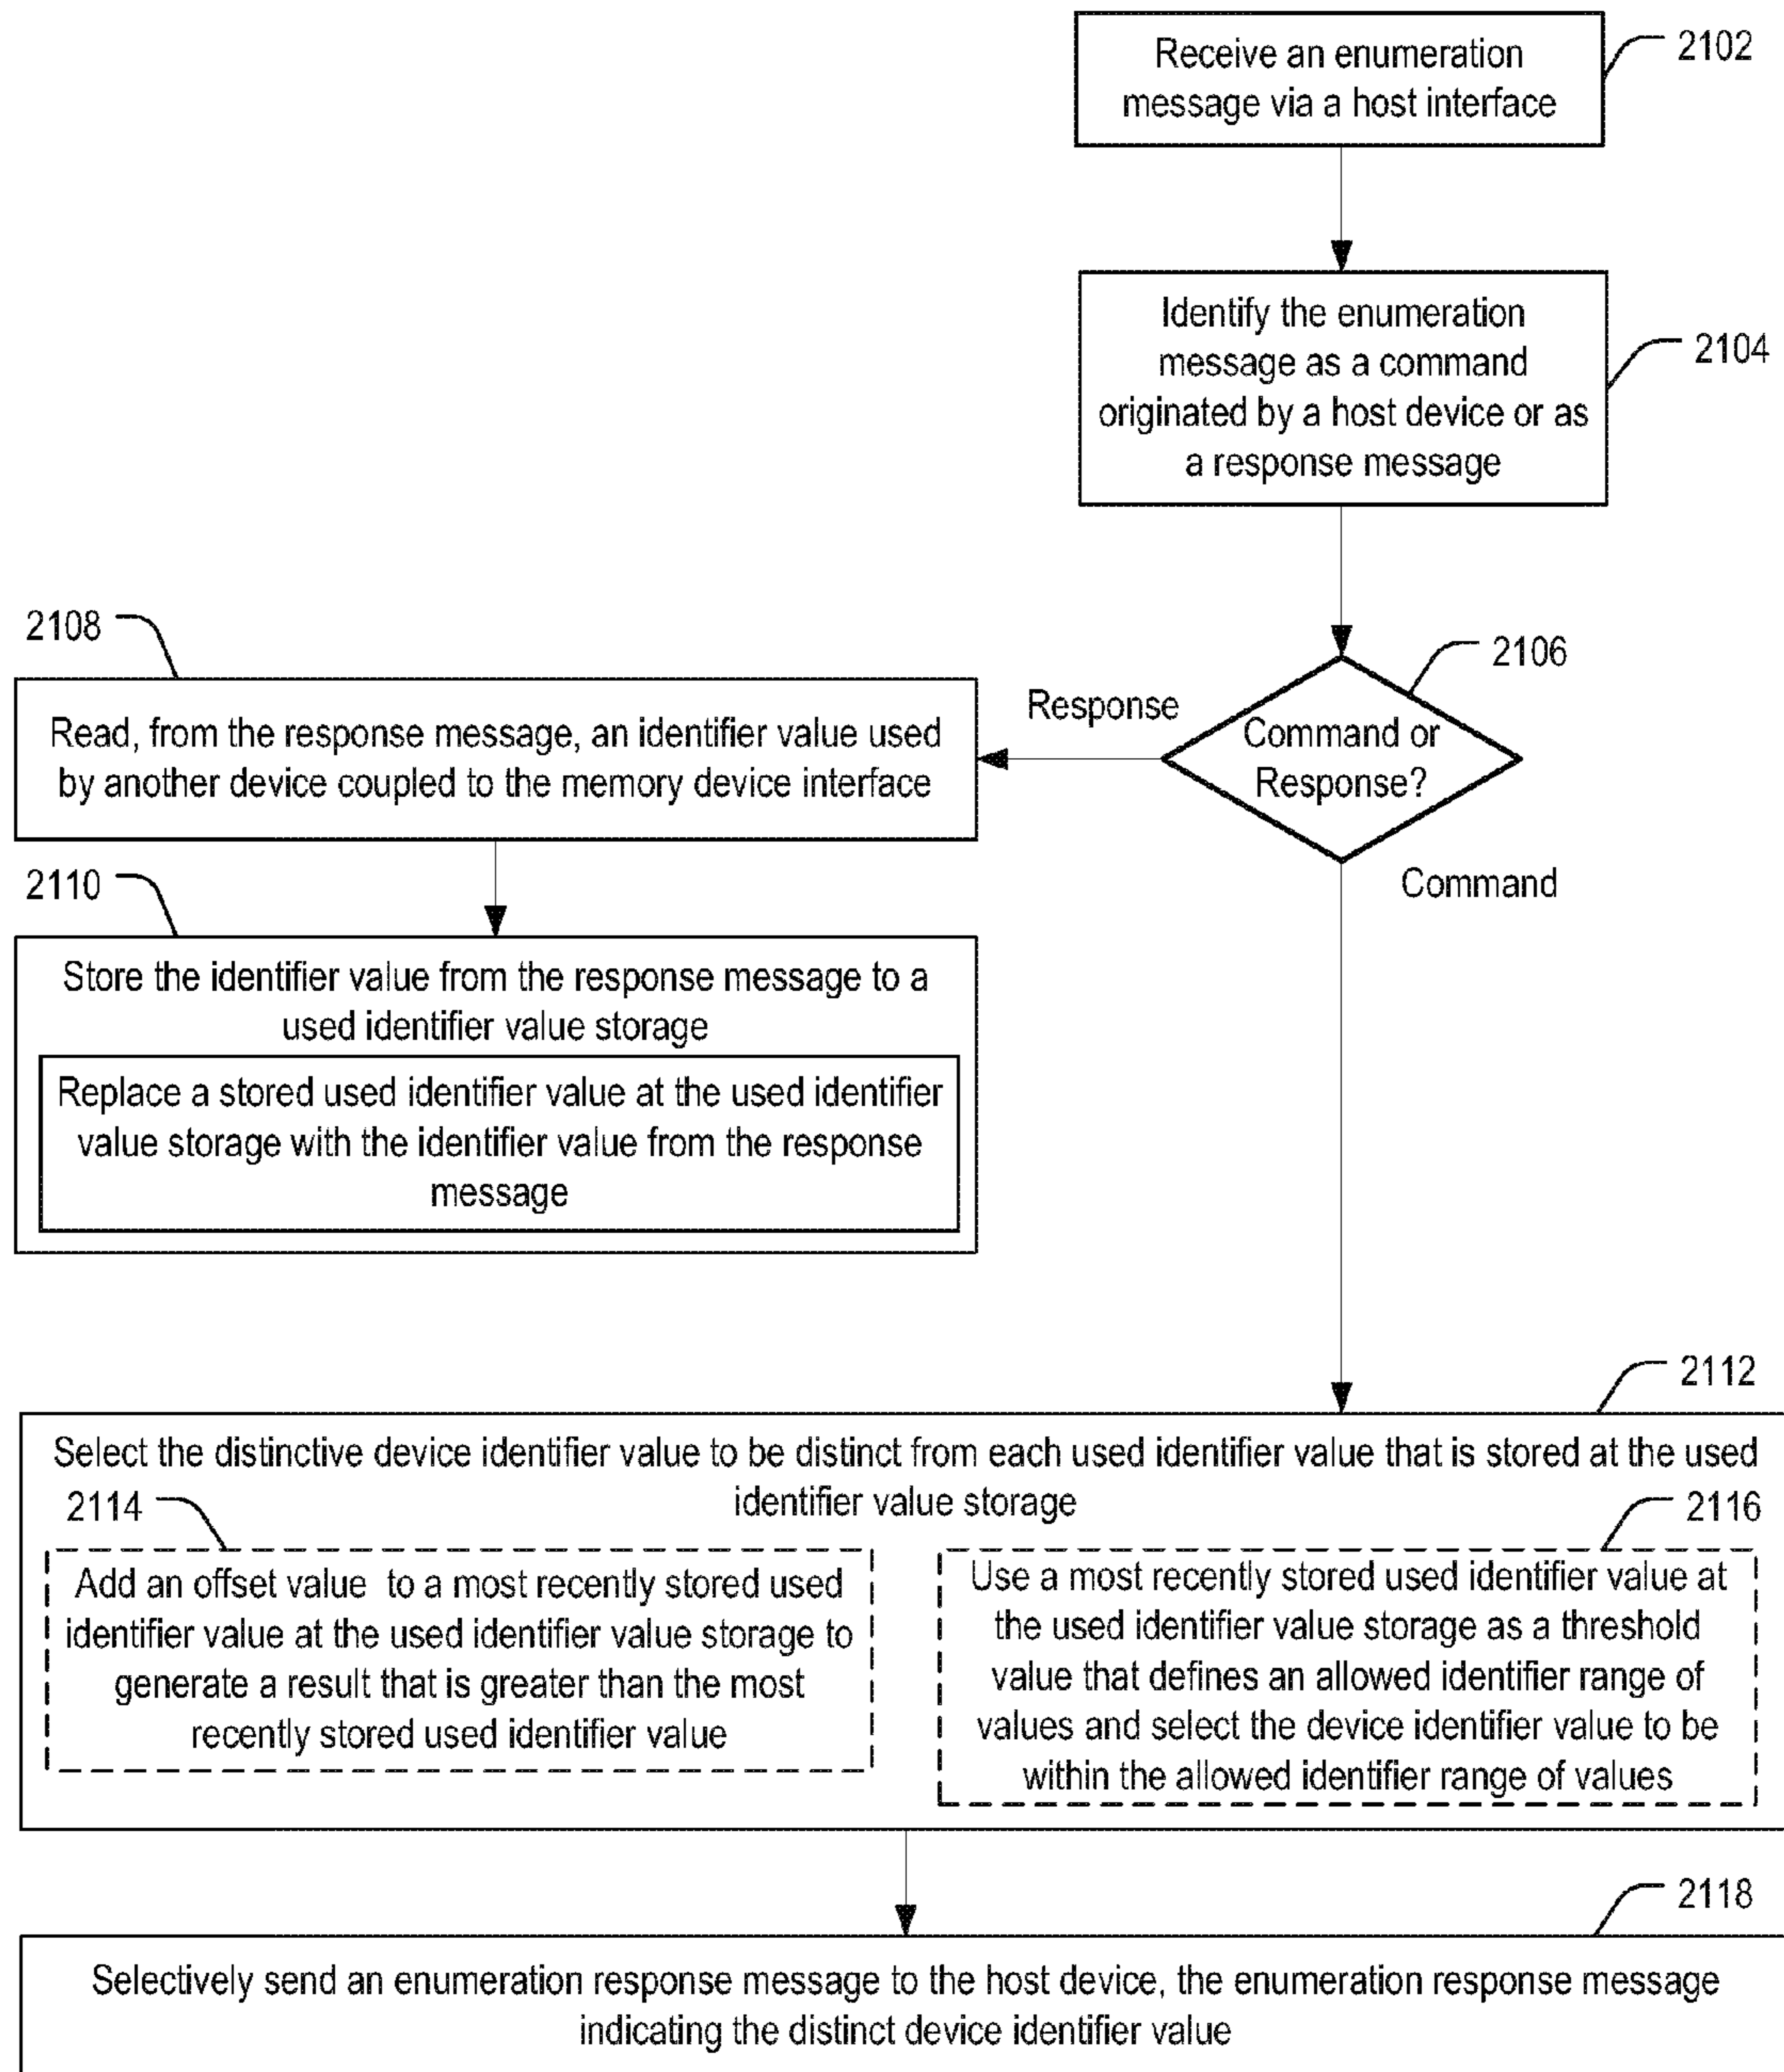 Receive an enumeration
message via a host interface
2102
Identify the enumeration
message as a command
originated by a host device or as
a response message
2104
2106
Command or
Response?
Response
Command
2108
Read, from the response message, an identifier value used
by another device coupled to the memory device interface
2110
Store the identifier value from the response message to a
used identifier value storage
Replace a stored used identifier value at the used identifier
value storage with the identifier value from the response
message
2112
Select the distinctive device identifier value to be distinct from each used identifier value that is stored at the used
identifier value storage
2114
Add an offset value to a most recently stored used
identifier value at the used identifier value storage to
generate a result that is greater than the most
recently stored used identifier value
2116
Use a most recently stored used identifier value at
the used identifier value storage as a threshold
value that defines an allowed identifier range of
values and select the device identifier value to be
within the allowed identifier range of values
2118
Selectively send an enumeration response message to the host device, the enumeration response message
indicating the distinct device identifier value